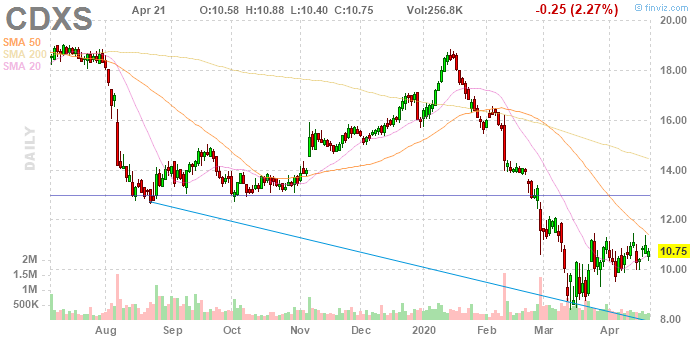 CDXS Apr 21 O:10.58 H:10.88 L:10.40 C:10.75 Vol:256.8K -0.25 (2.27%) © finviz.com
SMA 50
SMA 200
SMA 20
DAILY
20.00
18.00
16.00
14.00
12.00
10.75
10.00
8.00
2M
1.5M
1M
500K
Aug Sep Oct Nov Dec 2020 Feb Mar Apr